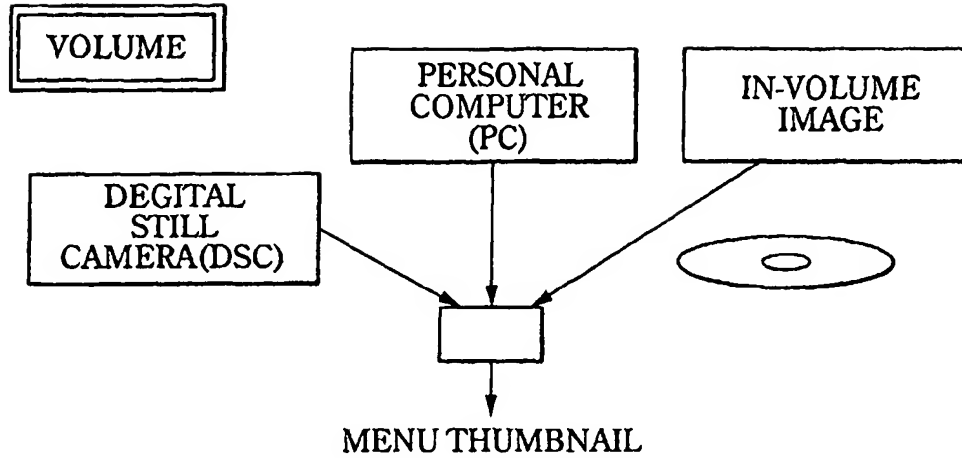 VOLUME
PERSONAL
COMPUTER
(PC)
IN-VOLUME
IMAGE
DEGITAL
STILL
CAMERA(DSC)
MENU THUMBNAIL